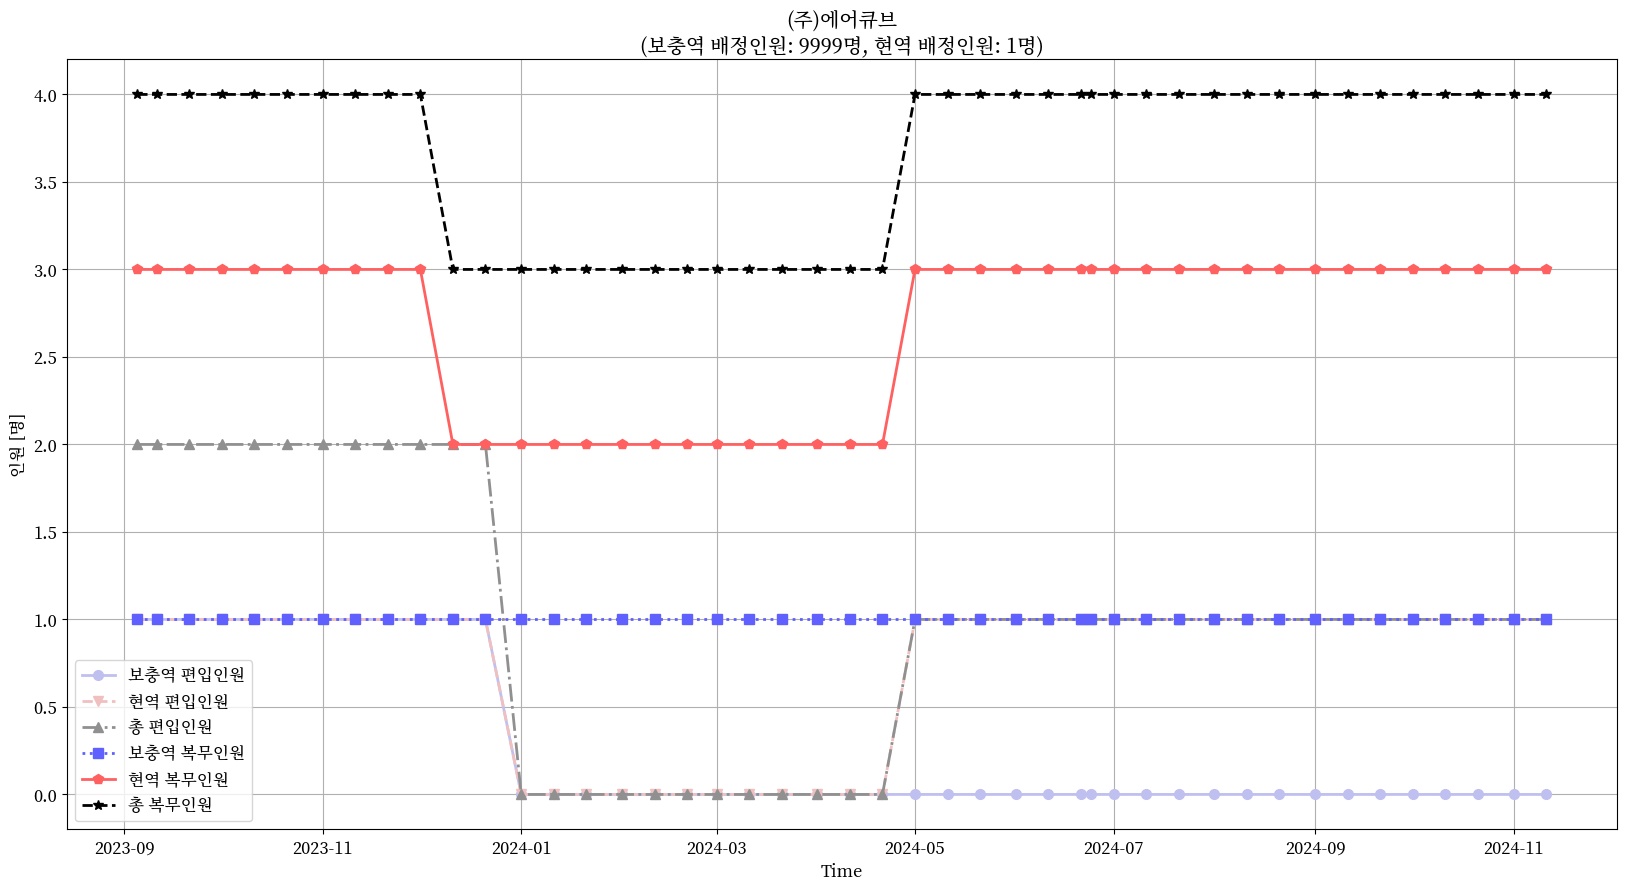 (주)에어큐브
(보충역 배정인원: 9999명, 현역 배정인원: 1명)
인원 [명]
4.0
3.5
3.0
2.5
2.0
1.5
1.0
0.5
0.0
보충역 편입인원
현역 편입인원
총 편입인원
보충역 복무인원
현역 복무인원
총 복무인원
2023-09 2023-11 2024-01 2024-03 2024-05 2024-07 2024-09 2024-11
Time